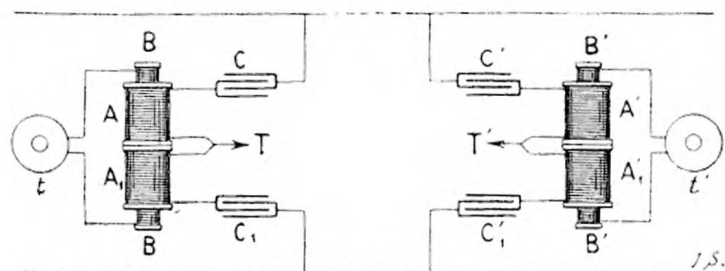 B C C′ B′
A A′
T T′
t t′
A₁ A′₁
B C₁ C′₁ B′